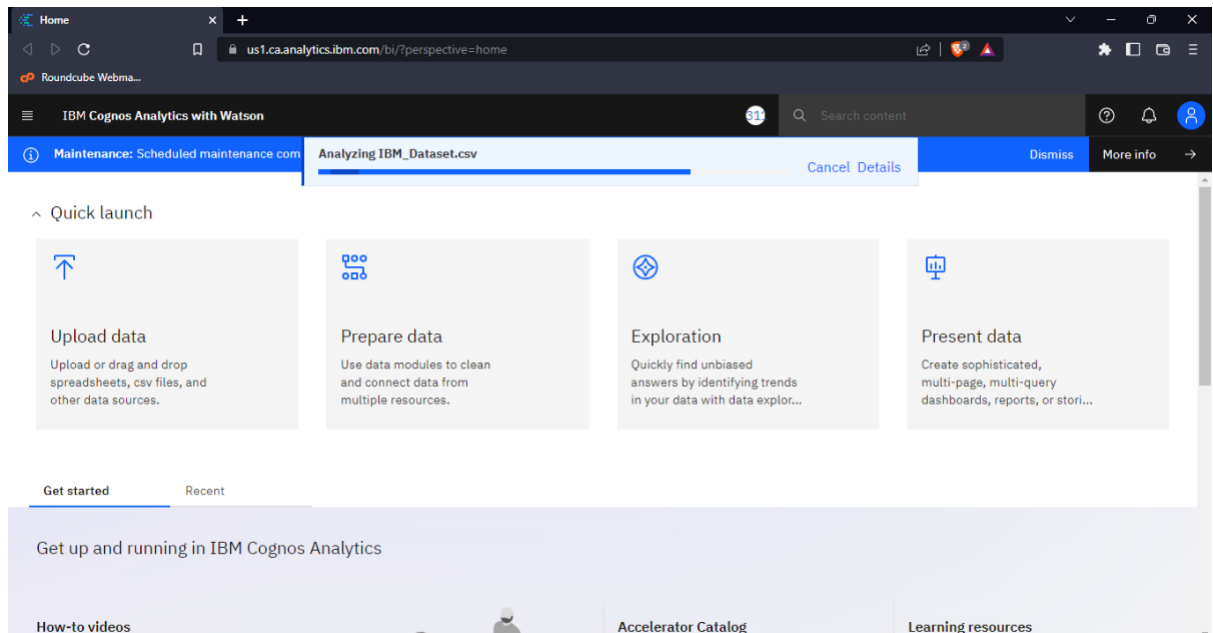 Home
us1.ca.analytics.ibm.com/bi/?perspective=home
Roundcube Webma...
IBM Cognos Analytics with Watson
311
Search content
Maintenance: Scheduled maintenance com
Analyzing IBM_Dataset.csv
Cancel Details
Dismiss
More info
Quick launch
Upload data
Upload or drag and drop
spreadsheets, csv files, and
other data sources.
Prepare data
Use data modules to clean
and connect data from
multiple resources.
Exploration
Quickly find unbiased
answers by identifying trends
in your data with data explor...
Present data
Create sophisticated,
multi-page, multi-query
dashboards, reports, or stori...
Get started
Recent
Get up and running in IBM Cognos Analytics
How-to videos
Accelerator Catalog
Learning resources